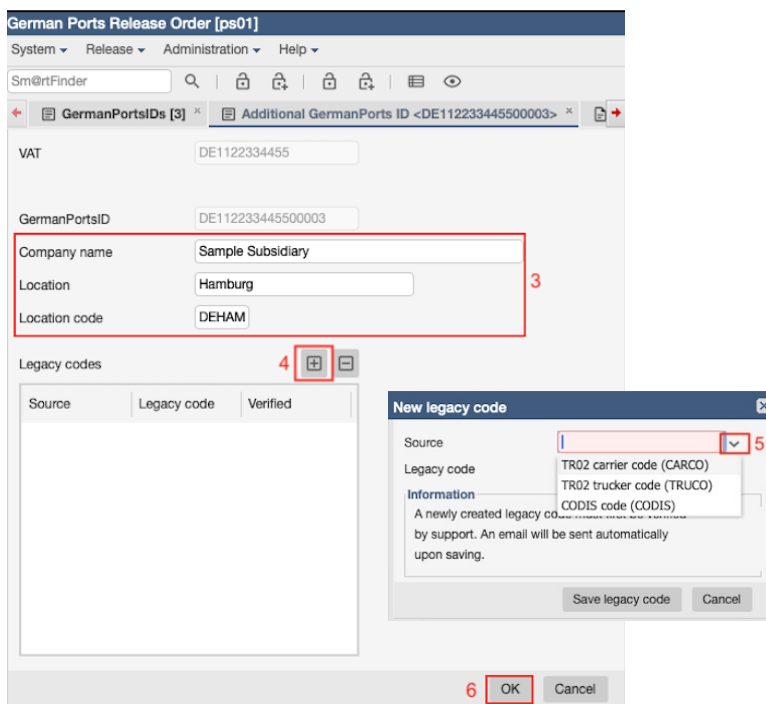 German Ports Release Order [ps01]
System Release Administration Help
Sm@rtFinder
GermanPortsIDs [3] Additional GermanPorts ID <DE112233445500003>
VAT DE1122334455
GermanPortsID DE112233445500003
Company name Sample Subsidiary
Location Hamburg
3
Location code DEHAM
Legacy codes 4
Source Legacy code Verified
New legacy code
Source 5
Legacy code TR02 carrier code (CARCO)
TR02 trucker code (TRUCO)
CODIS code (CODIS)
Information
A newly created legacy code must first be verified
by support. An email will be sent automatically
upon saving.
Save legacy code Cancel
6 OK Cancel